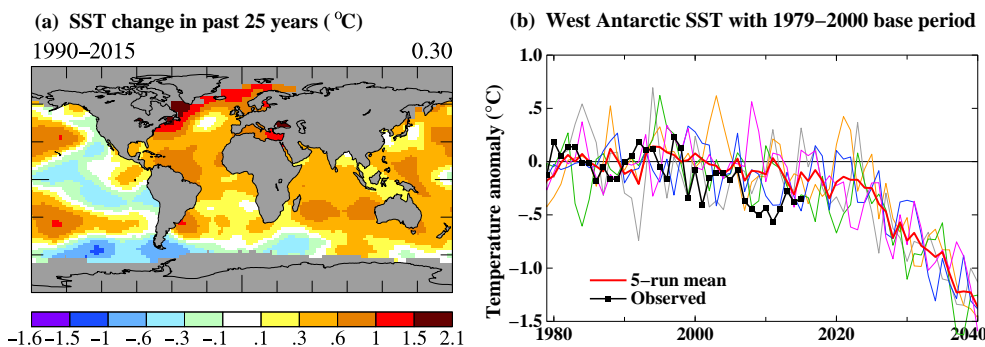 (a) SST change in past 25 years (°C)
1990−2015 0.30
−1.6 −1.5 −1 −.6 −.3 −.1 .1 .3 .6 1 1.5 2.1
(b) West Antarctic SST with 1979−2000 base period
Temperature anomaly (°C)
1.0
.5
0.
−0.5
−1.0
−1.5
5−run mean
Observed
1980 2000 2020 2040